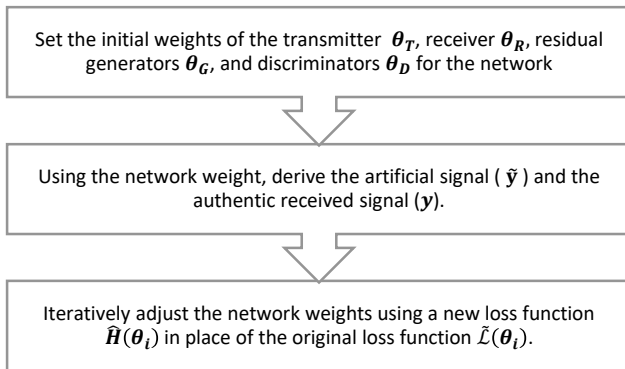 Set the initial weights of the transmitter θ_T, receiver θ_R, residual
generators θ_G, and discriminators θ_D for the network
Using the network weight, derive the artificial signal ( ỹ ) and the
authentic received signal (y).
Iteratively adjust the network weights using a new loss function
Ĥ(θ_i) in place of the original loss function ℒ̃(θ_i).